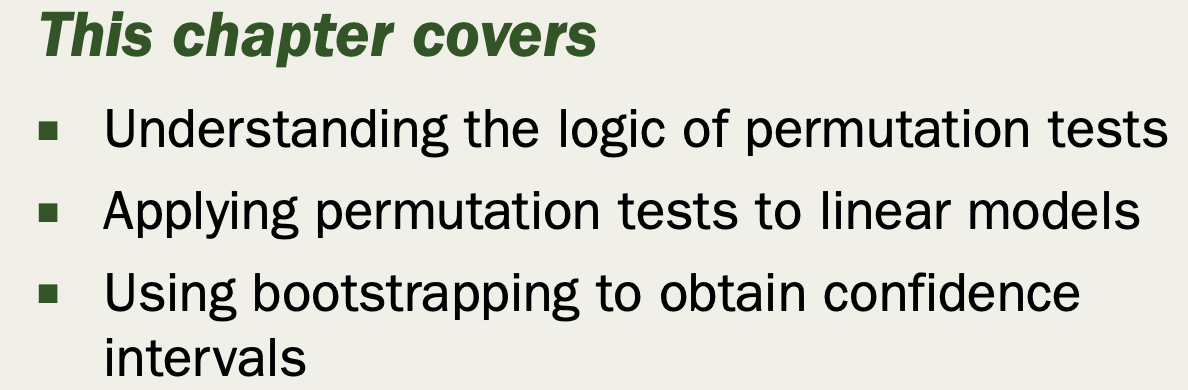 This chapter covers
■ Understanding the logic of permutation tests
■ Applying permutation tests to linear models
■ Using bootstrapping to obtain confidence
intervals